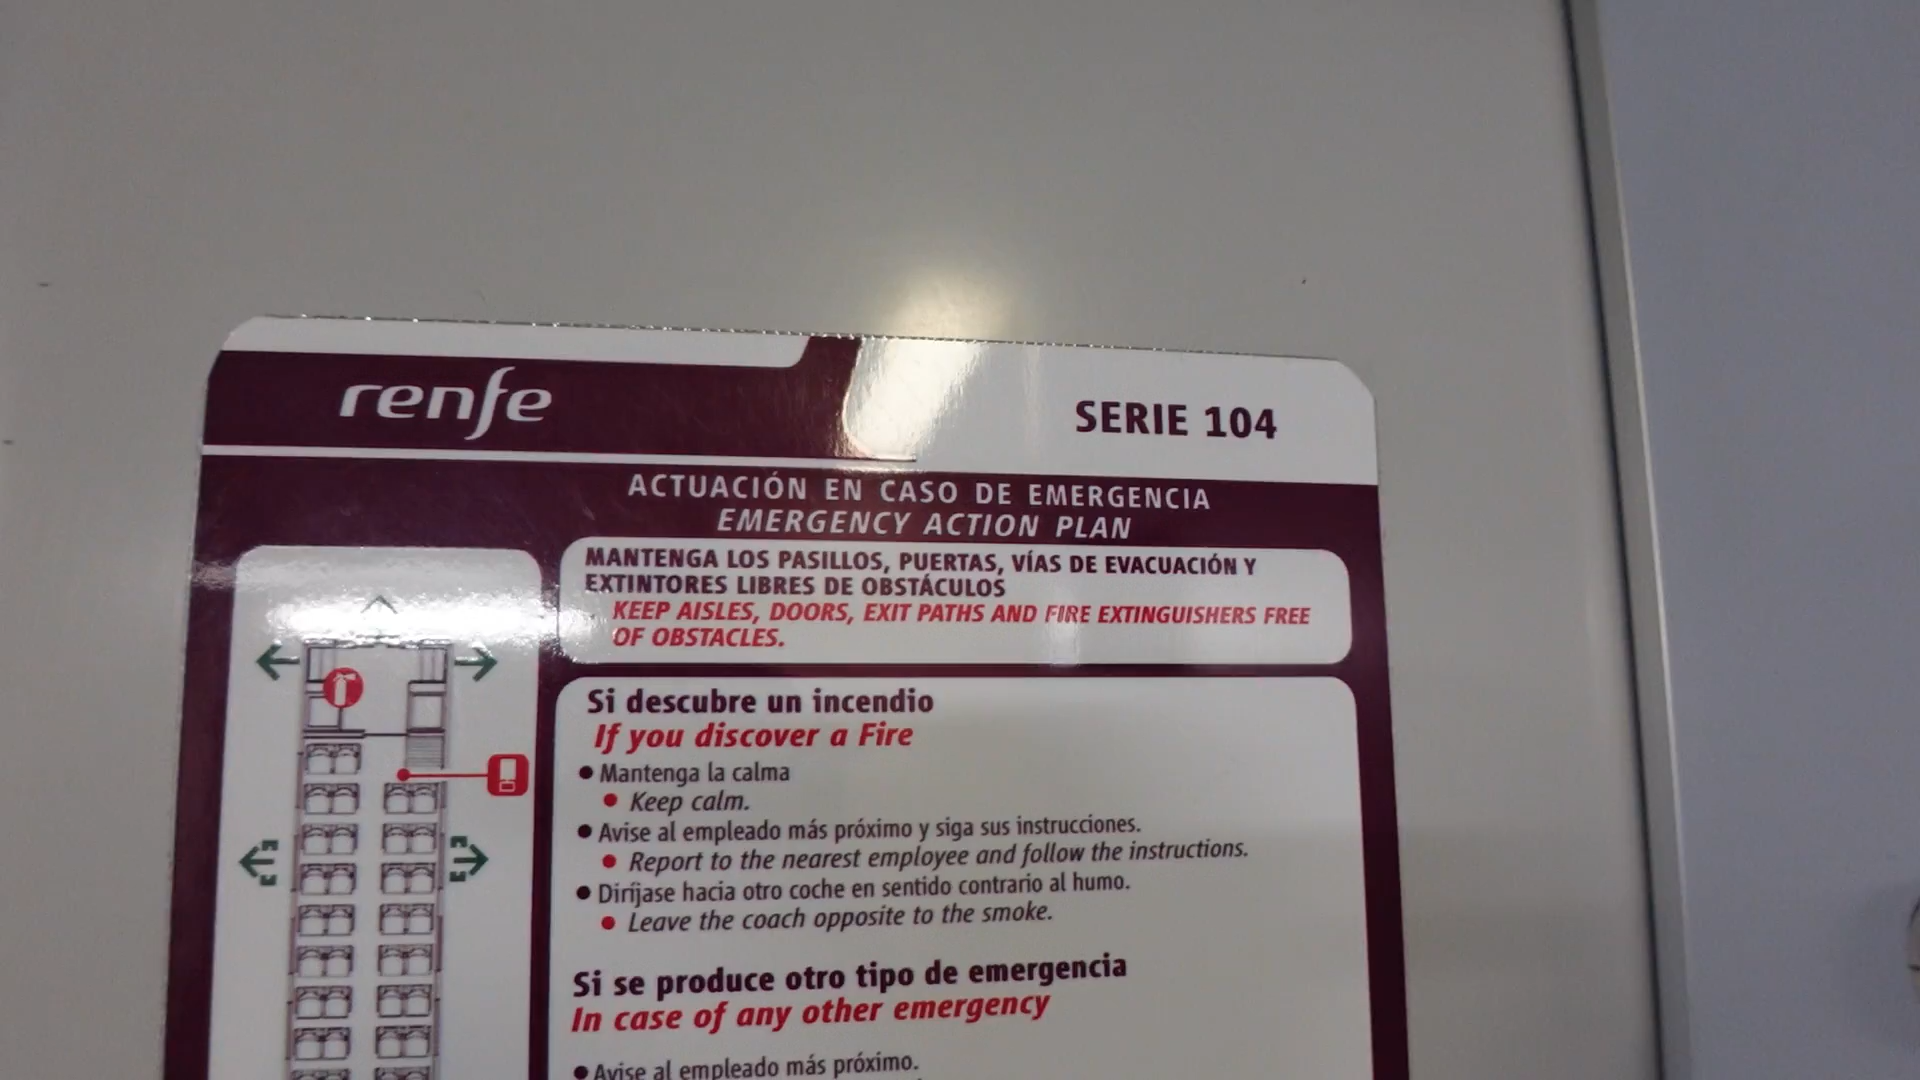 renfe
SERIE 104
ACTUACIÓN EN CASO DE EMERGENCIA
EMERGENCY ACTION PLAN
MANTENGA LOS PASILLOS, PUERTAS, VÍAS DE EVACUACIÓN Y
EXTINTORES LIBRES DE OBSTÁCULOS
KEEP AISLES, DOORS, EXIT PATHS AND FIRE EXTINGUISHERS FREE
OF OBSTACLES.
Si descubre un incendio
If you discover a Fire
• Mantenga la calma
• Keep calm.
• Avise al empleado más próximo y siga sus instrucciones.
• Report to the nearest employee and follow the instructions.
• Diríjase hacia otro coche en sentido contrario al humo.
• Leave the coach opposite to the smoke.
Si se produce otro tipo de emergencia
In case of any other emergency
• Avise al empleado más próximo.